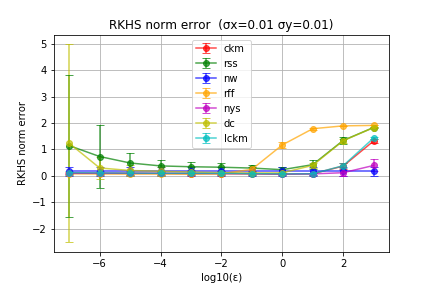 RKHS norm error (σx=0.01 σy=0.01)
RKHS norm error
5
4
3
2
1
0
−1
−2
ckm
rss
nw
rff
nys
dc
lckm
−6 −4 −2 0 2
log10(ε)